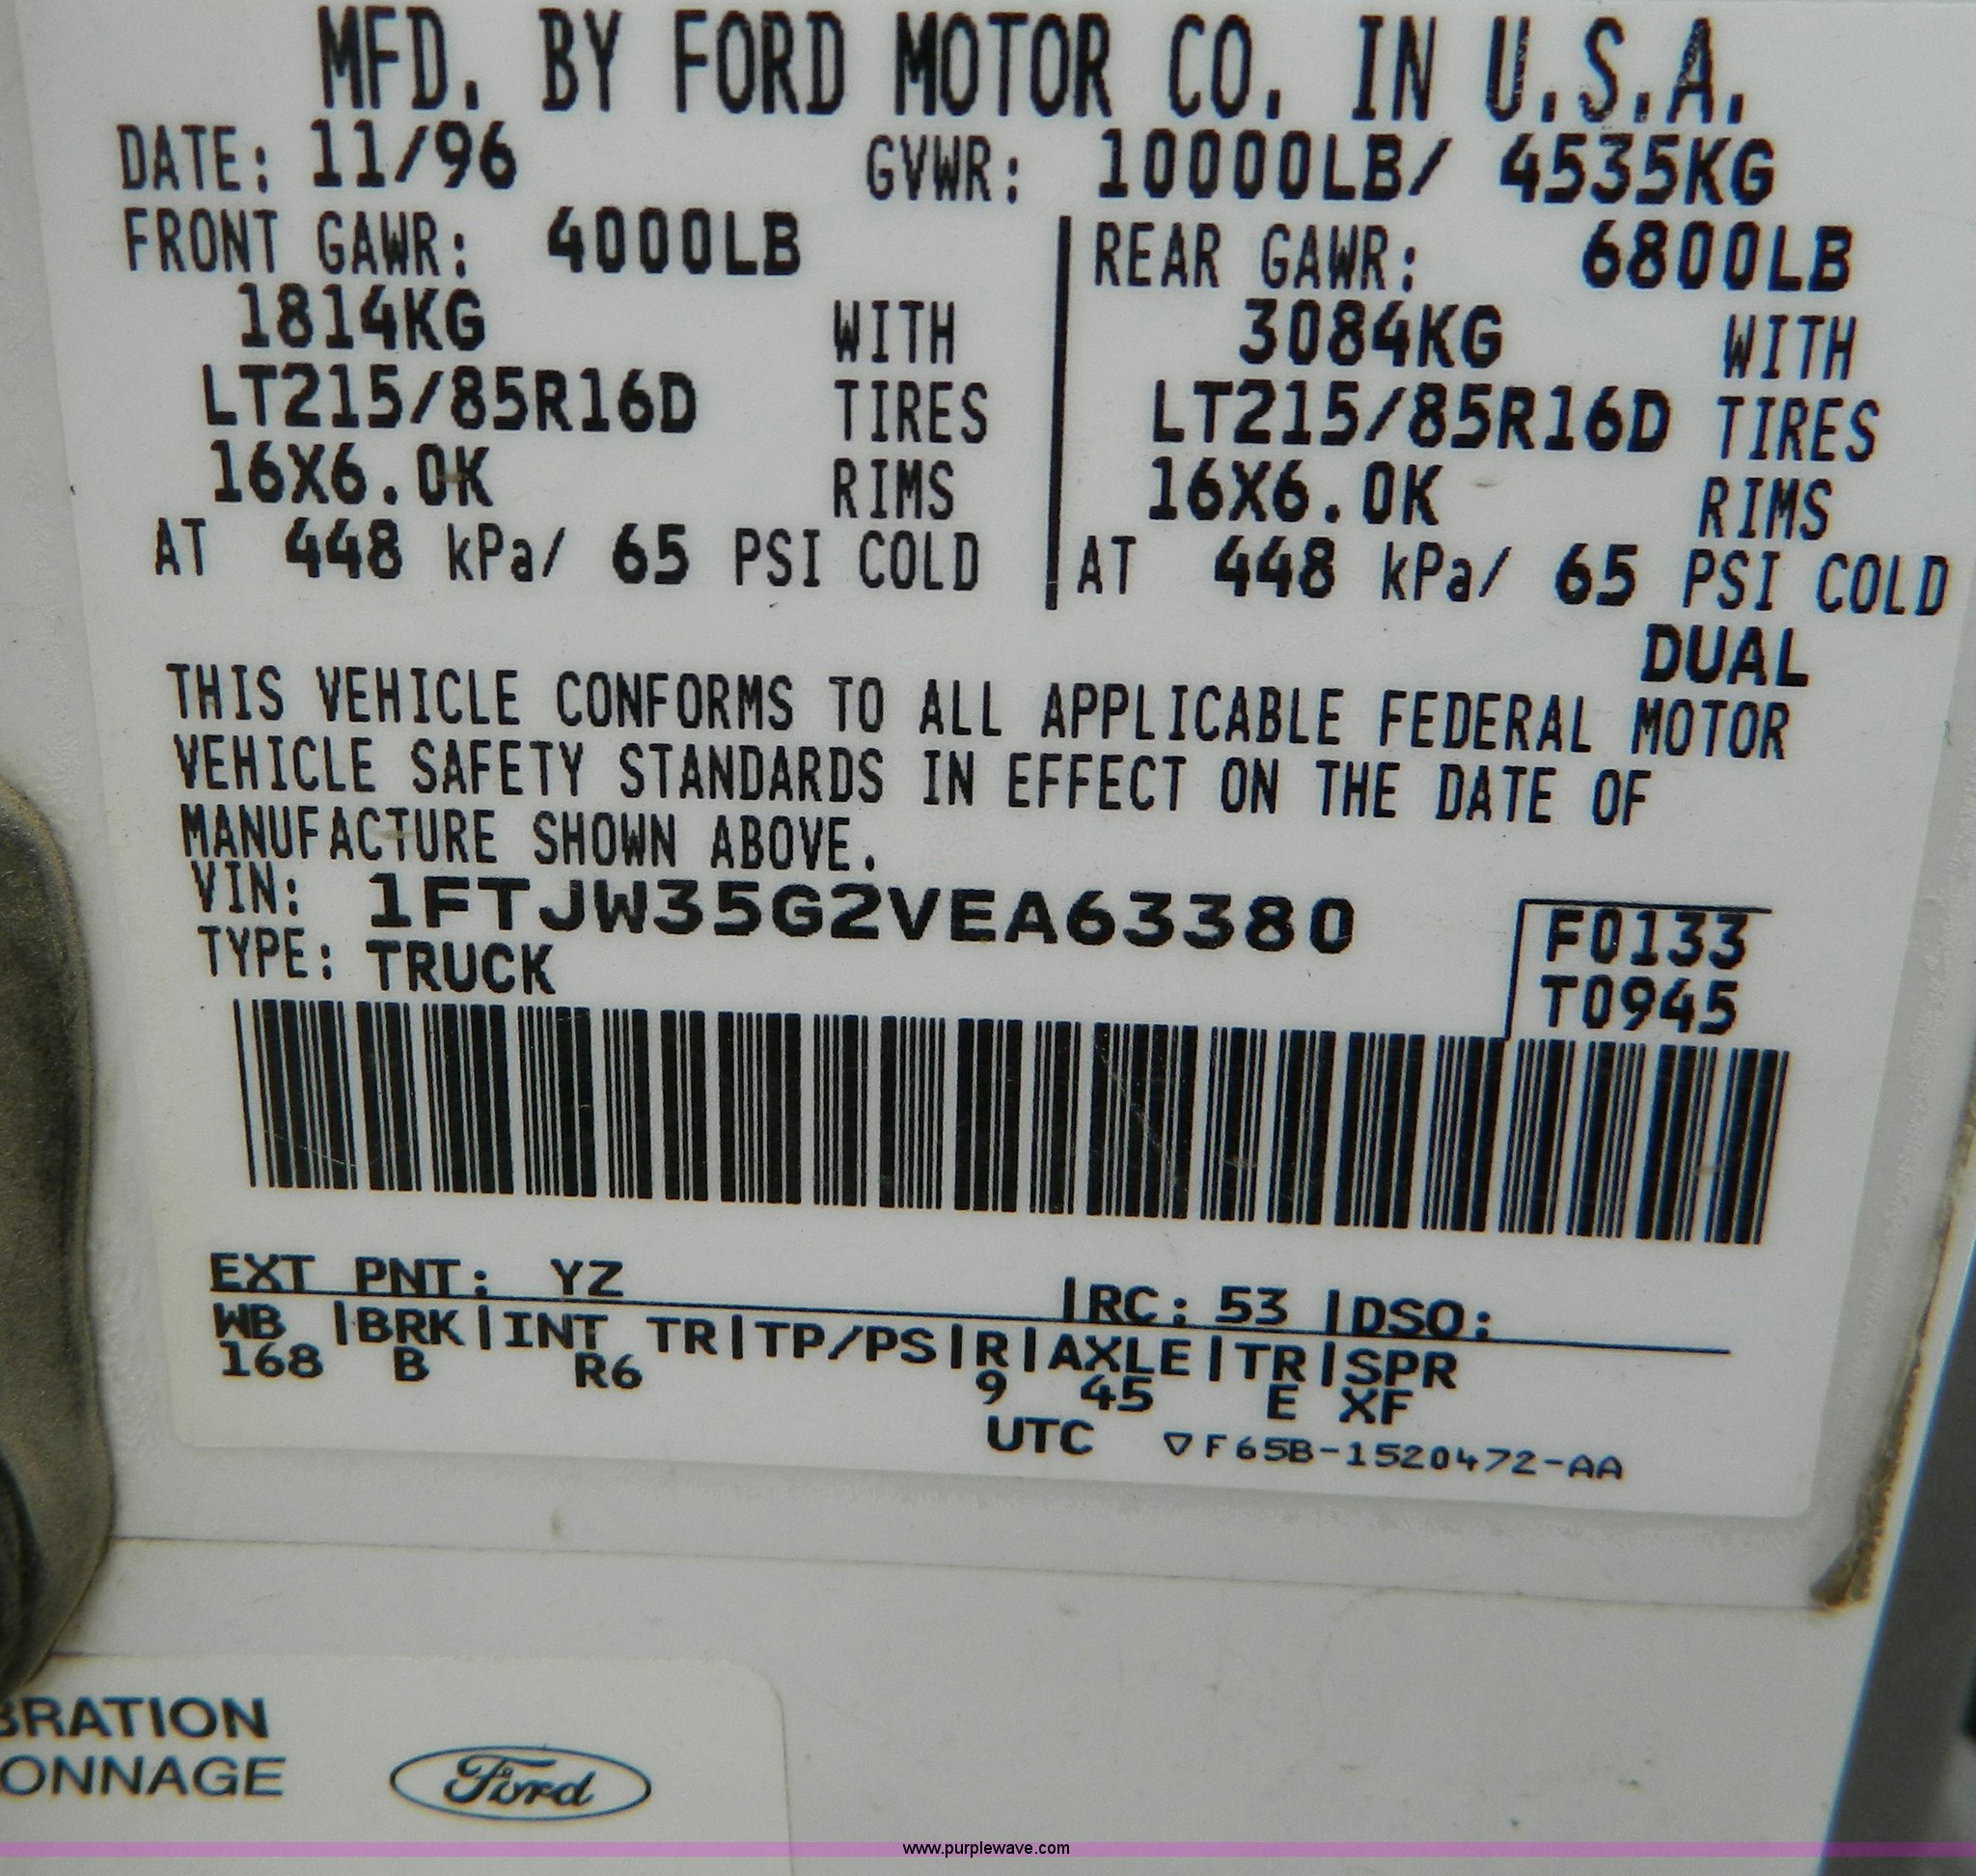 MFD. BY FORD MOTOR CO. IN U.S.A.
DATE: 11/96 GVWR: 10000LB/ 4535KG
FRONT GAWR: 4000LB
1814KG WITH
LT215/85R16D TIRES
16X6.0K RIMS
AT 448 kPa/ 65 PSI COLD
REAR GAWR: 6800LB
3084KG WITH
LT215/85R16D TIRES
16X6.0K RIMS
AT 448 kPa/ 65 PSI COLD
DUAL
THIS VEHICLE CONFORMS TO ALL APPLICABLE FEDERAL MOTOR
VEHICLE SAFETY STANDARDS IN EFFECT ON THE DATE OF
MANUFACTURE SHOWN ABOVE.
VIN: 1FTJW35G2VEA63380
TYPE: TRUCK
F0133
T0945
EXT PNT: YZ |RC: 53 |DSO:
WB |BRK|INT TR|TP/PS|R|AXLE|TR|SPR
168 B R6 9 45 E XF
UTC ▽F65B-1520472-AA
BRATION
ONNAGE
Ford
www.purplewave.com